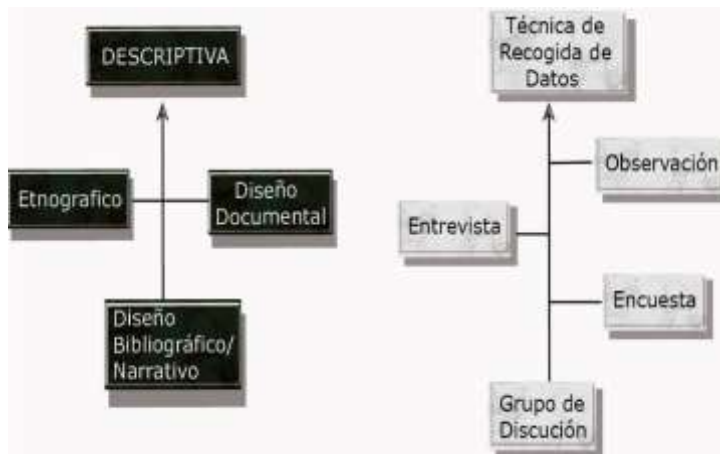 DESCRIPTIVA
Etnografico
Diseño
Documental
Diseño
Bibliográfico/
Narrativo
Técnica de
Recogida de
Datos
Observación
Entrevista
Encuesta
Grupo de
Discución